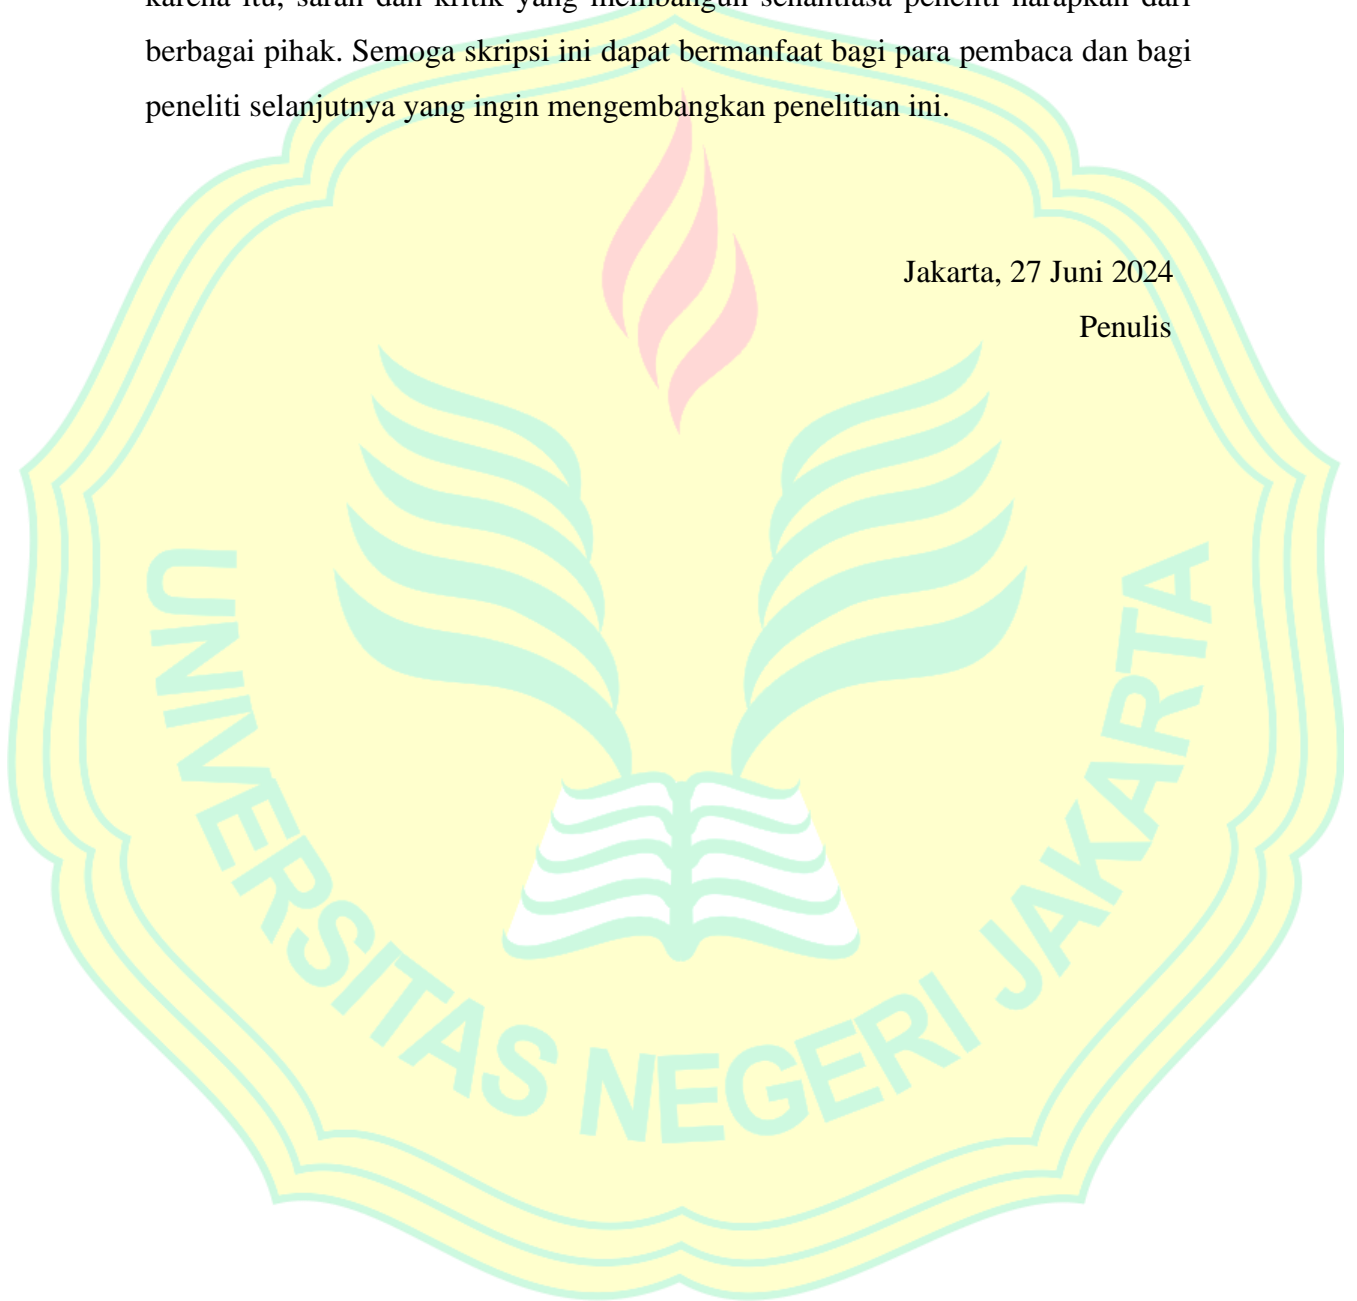 karena itu, saran dan kritik yang membangun senantiasa peneliti harapkan dari
berbagai pihak. Semoga skripsi ini dapat bermanfaat bagi para pembaca dan bagi
peneliti selanjutnya yang ingin mengembangkan penelitian ini.
Jakarta, 27 Juni 2024
Penulis
UNIVERSITAS NEGERI JAKARTA